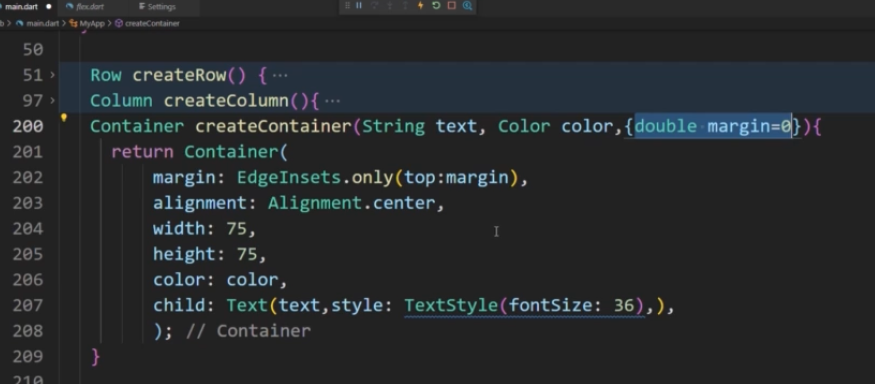 main.dart flex.dart Settings
b > main.dart > MyApp > createContainer
50
51 > Row createRow() { ...
97 > Column createColumn(){ ...
200 Container createContainer(String text, Color color,{double margin=0}){
201 return Container(
202 margin: EdgeInsets.only(top:margin),
203 alignment: Alignment.center,
204 width: 75,
205 height: 75,
206 color: color,
207 child: Text(text,style: TextStyle(fontSize: 36),),
208 ); // Container
209 }
210